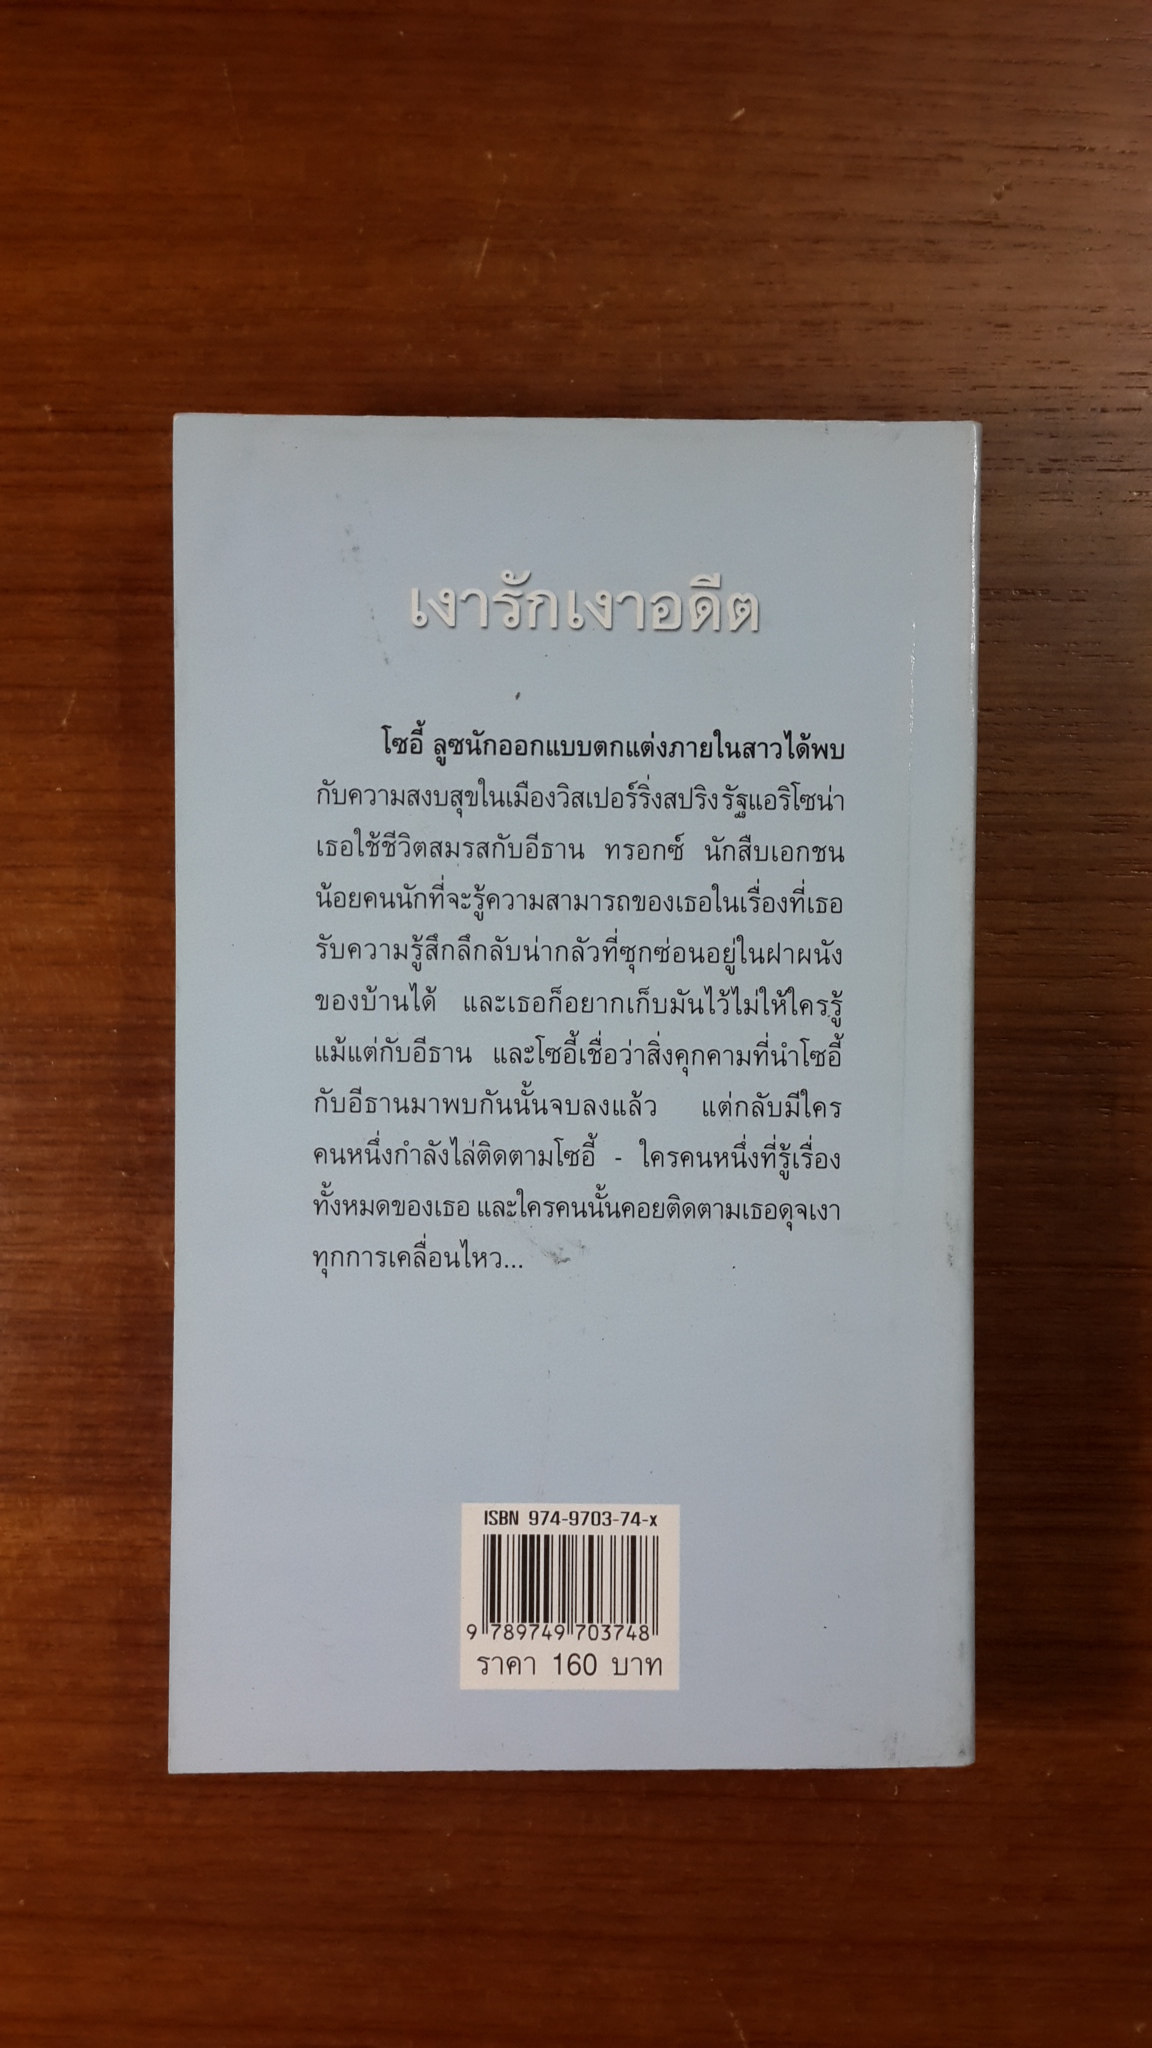 เงารักเงาอดีต
โซอี้ ลูซนักออกแบบตกแต่งภายในสาวได้พบ
กับความสงบสุขในเมืองวิสเปอร์ริ่งสปริงรัฐแอริโซน่า
เธอใช้ชีวิตสมรสกับอีธาน ทรอกซ์ นักสืบเอกชน
น้อยคนนักที่จะรู้ความสามารถของเธอในเรื่องที่เธอ
รับความรู้สึกลึกลับน่ากลัวที่ซุกซ่อนอยู่ในฝาผนัง
ของบ้านได้ และเธอก็อยากเก็บมันไว้ไม่ให้ใครรู้
แม้แต่กับอีธาน และโซอี้เชื่อว่าสิ่งคุกคามที่นำโซอี้
กับอีธานมาพบกันนั้นจบลงแล้ว แต่กลับมีใคร
คนหนึ่งกำลังไล่ติดตามโซอี้ - ใครคนหนึ่งที่รู้เรื่อง
ทั้งหมดของเธอ และใครคนนั้นคอยติดตามเธอดุจเงา
ทุกการเคลื่อนไหว...
ISBN 974-9703-74-x
9 789749 703748
ราคา 160 บาท